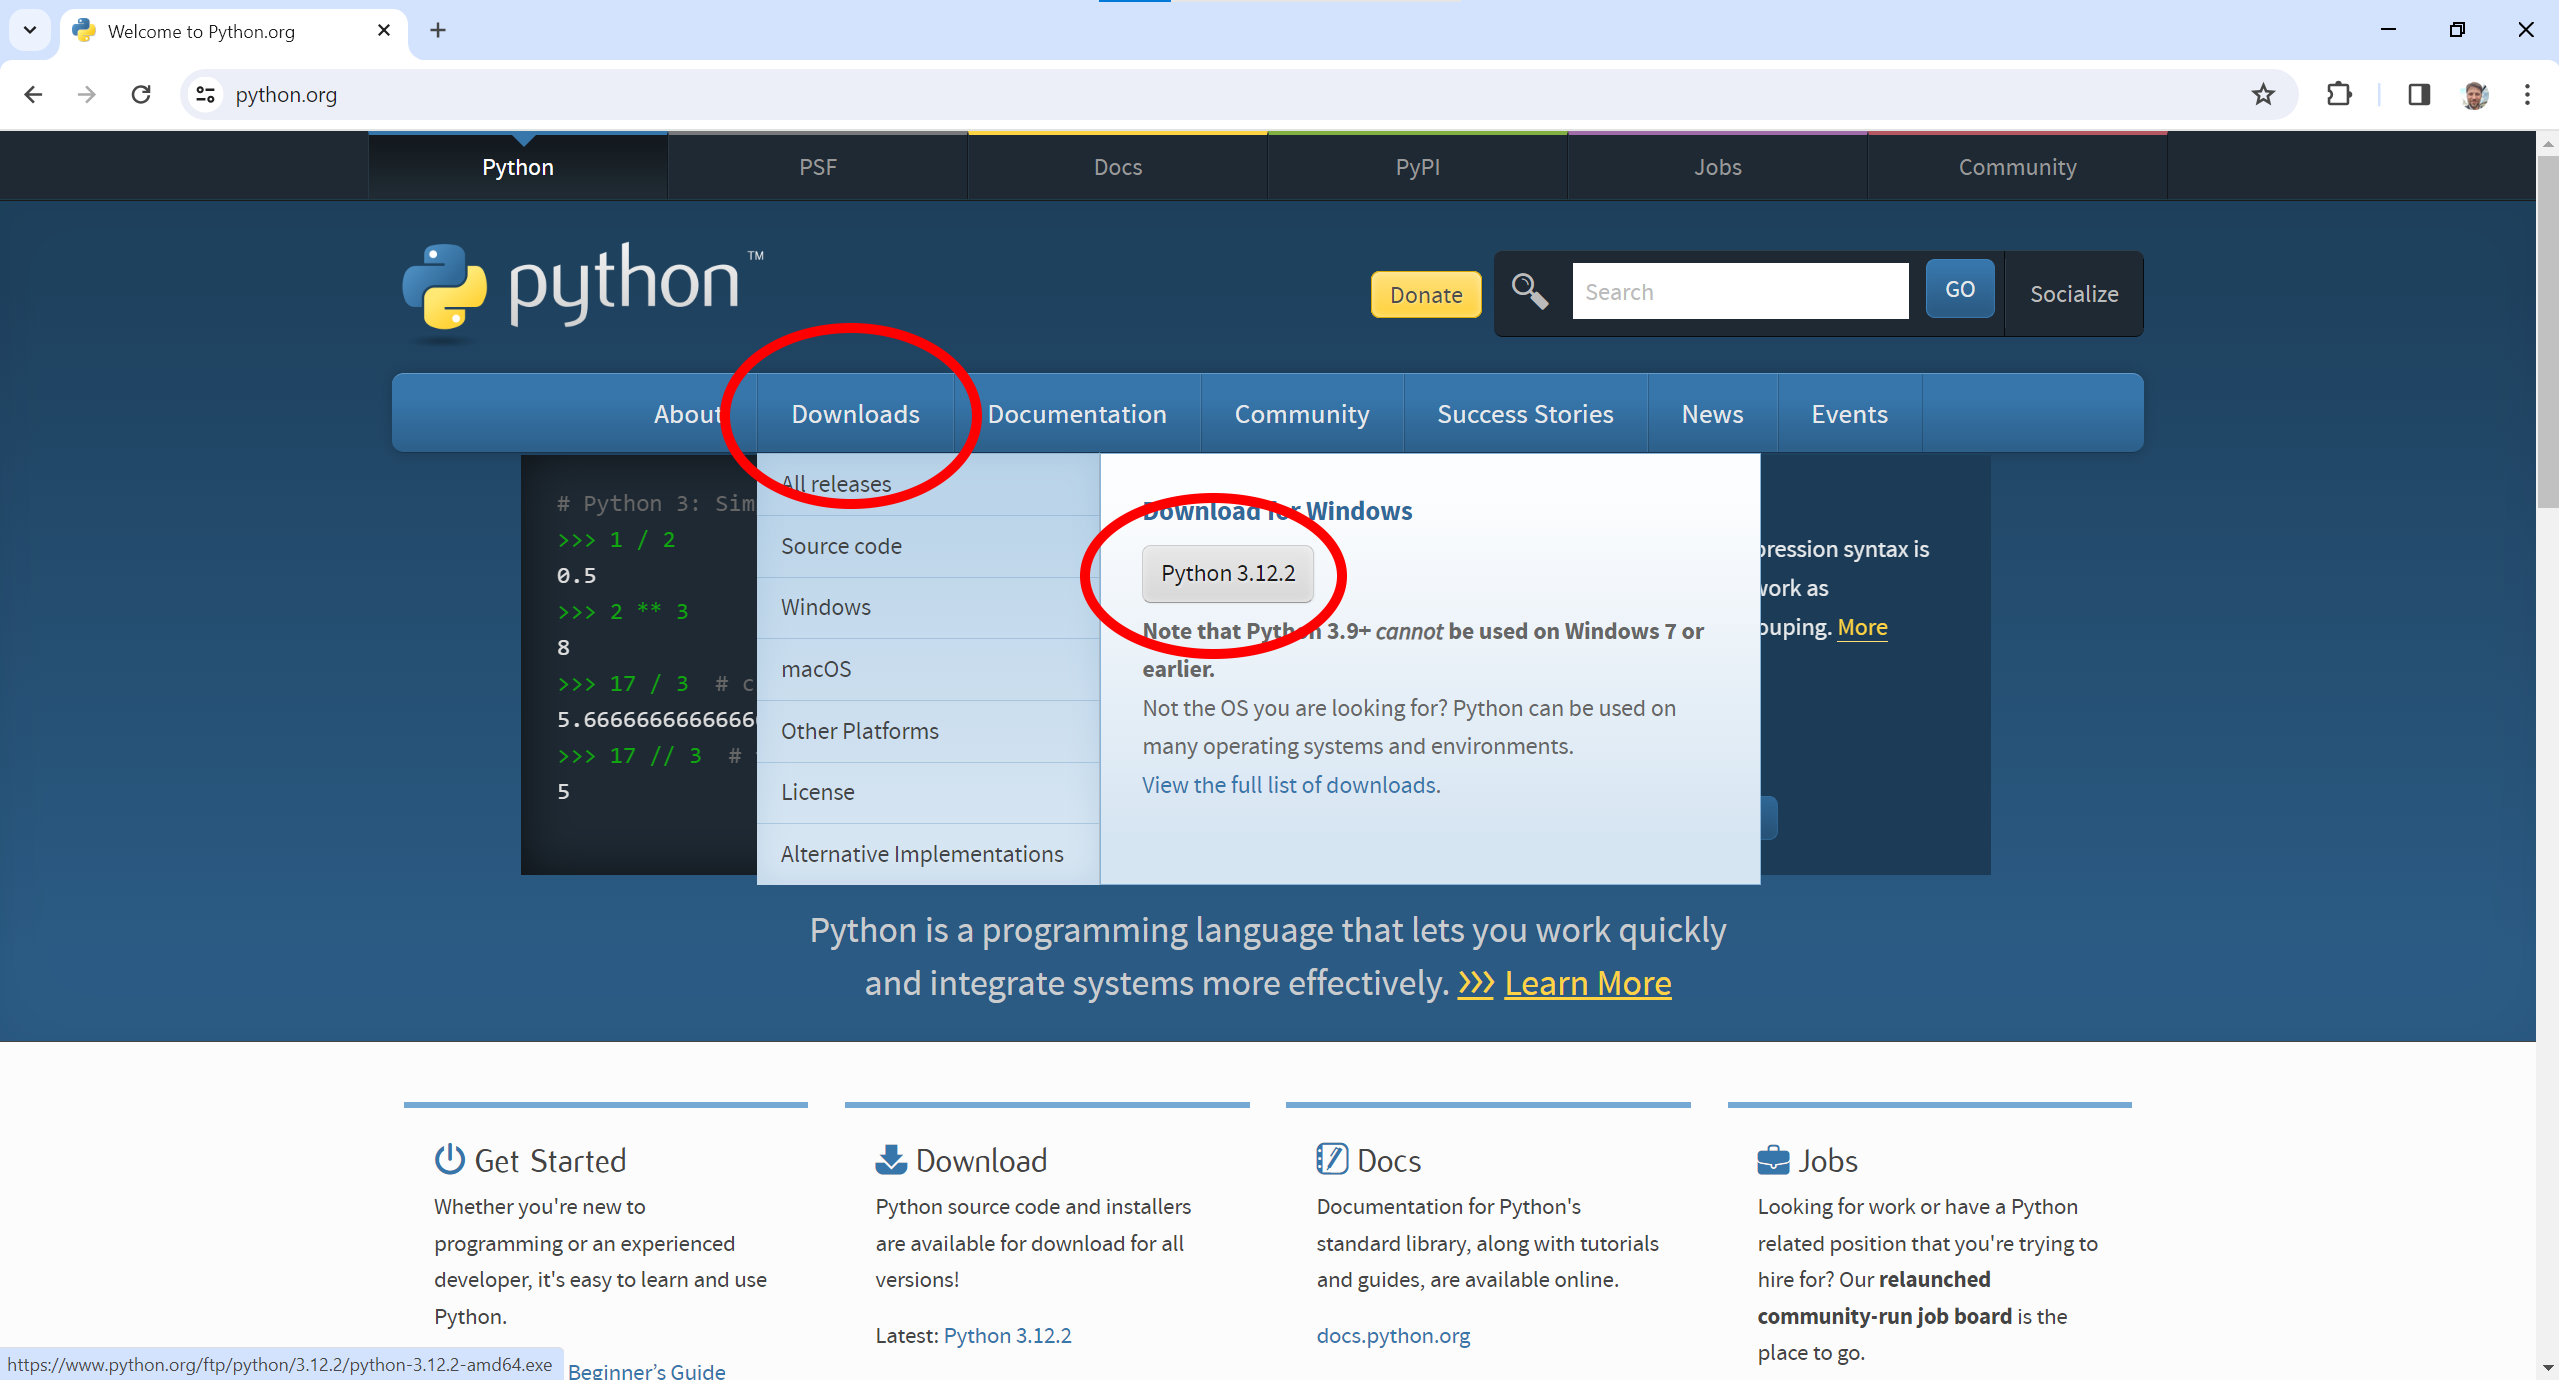 Welcome to Python.org
python.org
Python PSF Docs PyPI Jobs Community
python™
Donate
Search
GO
Socialize
About Downloads Documentation Community Success Stories News Events
All releases
Source code
Windows
macOS
Other Platforms
License
Alternative Implementations
# Python 3: Sim
>>> 1 / 2
0.5
>>> 2 ** 3
8
>>> 17 / 3 # c
5.66666666666666
>>> 17 // 3 #
5
Download for Windows
Python 3.12.2
Note that Python 3.9+ cannot be used on Windows 7 or
earlier.
Not the OS you are looking for? Python can be used on
many operating systems and environments.
View the full list of downloads.
pression syntax is
work as
ouping. More
Python is a programming language that lets you work quickly
and integrate systems more effectively. >>> Learn More
Get Started
Whether you're new to
programming or an experienced
developer, it's easy to learn and use
Python.
Beginner’s Guide
Download
Python source code and installers
are available for download for all
versions!
Latest: Python 3.12.2
Docs
Documentation for Python's
standard library, along with tutorials
and guides, are available online.
docs.python.org
Jobs
Looking for work or have a Python
related position that you're trying to
hire for? Our relaunched
community-run job board is the
place to go.
https://www.python.org/ftp/python/3.12.2/python-3.12.2-amd64.exe